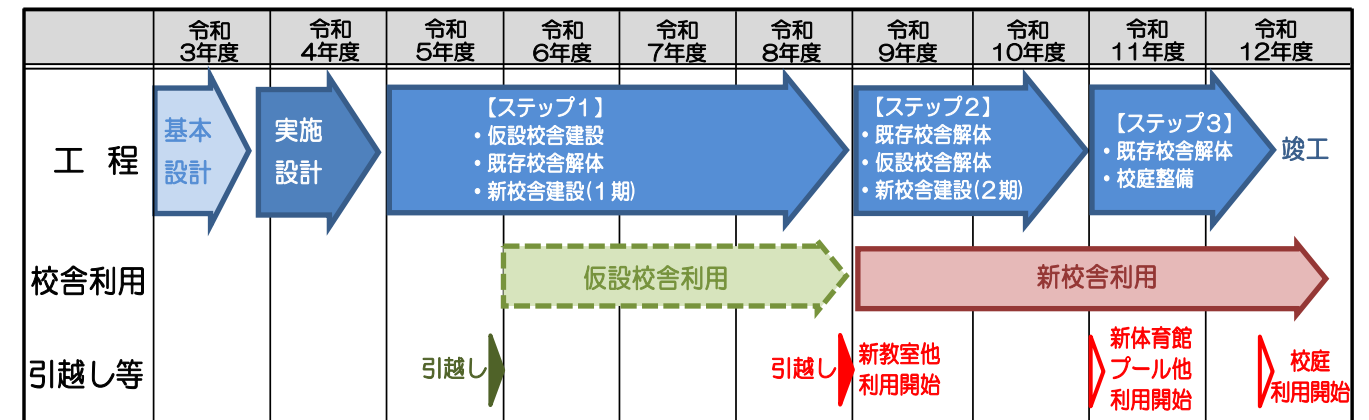 令和
3年度
令和
4年度
令和
5年度
令和
6年度
令和
7年度
令和
8年度
令和
9年度
令和
10年度
令和
11年度
令和
12年度
工　程
基本
設計
実施
設計
【ステップ1】
・仮設校舎建設
・既存校舎解体
・新校舎建設(1期)
【ステップ2】
・既存校舎解体
・仮設校舎解体
・新校舎建設(2期)
【ステップ3】
・既存校舎解体
・校庭整備
竣工
校舎利用
仮設校舎利用
新校舎利用
引越し等
引越し
引越し
新教室他
利用開始
新体育館
プール他
利用開始
校庭
利用開始